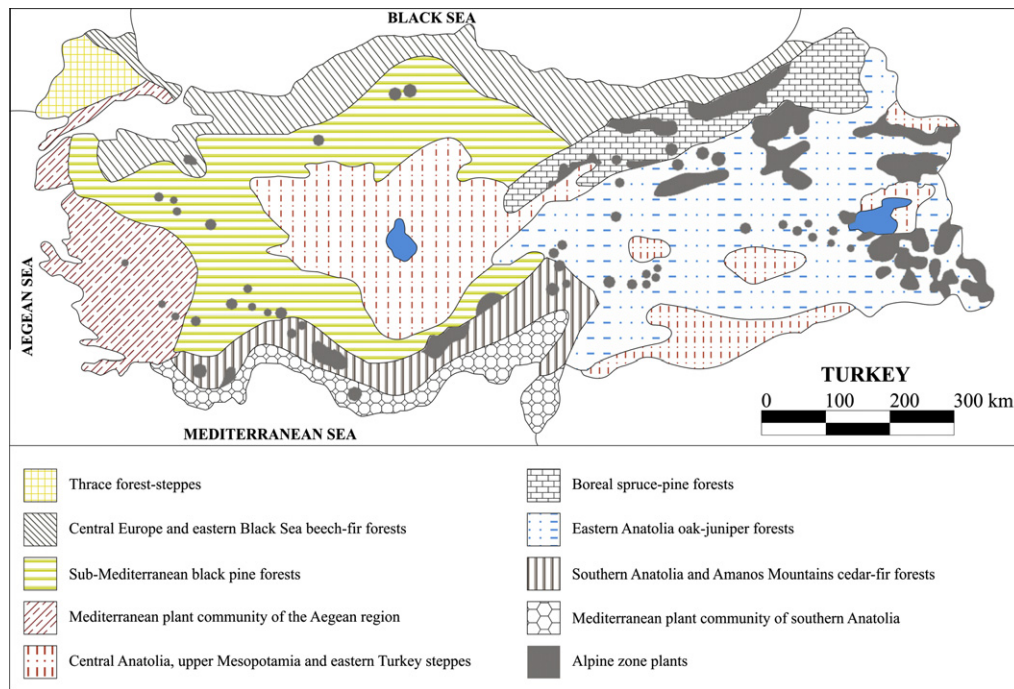 BLACK SEA
AEGEAN SEA
MEDITERRANEAN SEA
TURKEY
0 100 200 300 km
Thrace forest-steppes
Central Europe and eastern Black Sea beech-fir forests
Sub-Mediterranean black pine forests
Mediterranean plant community of the Aegean region
Central Anatolia, upper Mesopotamia and eastern Turkey steppes
Boreal spruce-pine forests
Eastern Anatolia oak-juniper forests
Southern Anatolia and Amanos Mountains cedar-fir forests
Mediterranean plant community of southern Anatolia
Alpine zone plants